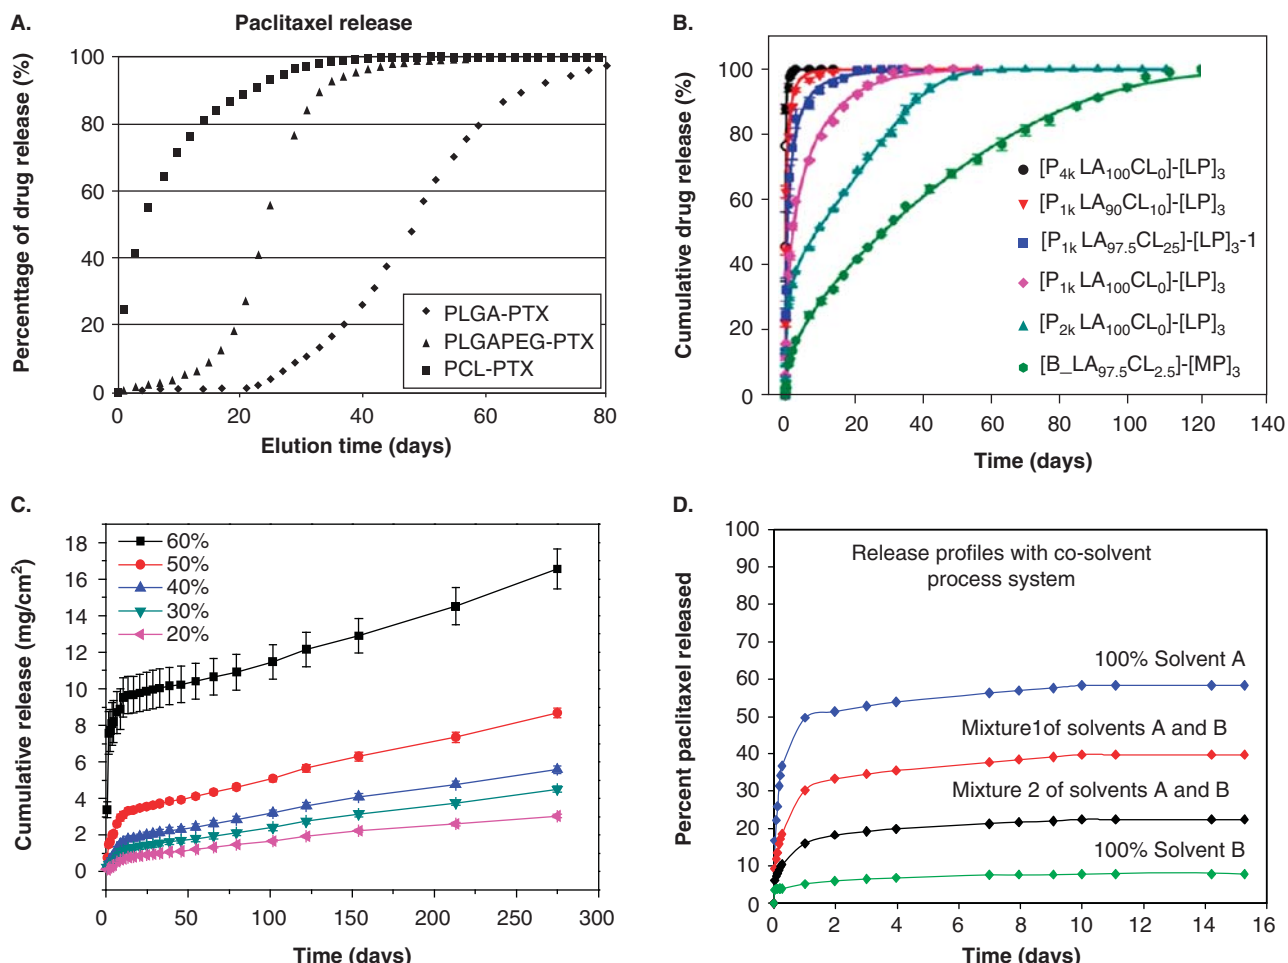 A.
Paclitaxel release
Percenttage of drug release (%)
100
80
60
40
20
0
PLGA-PTX
PLGAPEG-PTX
PCL-PTX
0 20 40 60 80
Elution time (days)
B.
Cumulative drug release (%)
100
80
60
40
20
0
[P4k LA100CL0]-[LP]3
[P1k LA90CL10]-[LP]3
[P1k LA97.5CL25]-[LP]3-1
[P1k LA100CL0]-[LP]3
[P2k LA100CL0]-[LP]3
[B_LA97.5CL2.5]-[MP]3
0 20 40 60 80 100 120 140
Time (days)
C.
Cumulative release (mg/cm²)
18
16
14
12
10
8
6
4
2
0
60%
50%
40%
30%
20%
0 50 100 150 200 250 300
Time (days)
D.
Percent paclitaxel released
100
90
80
70
60
50
40
30
20
10
0
Release profiles with co-solvent
process system
100% Solvent A
Mixture1of solvents A and B
Mixture 2 of solvents A and B
100% Solvent B
0 2 4 6 8 10 12 14 16
Time (days)